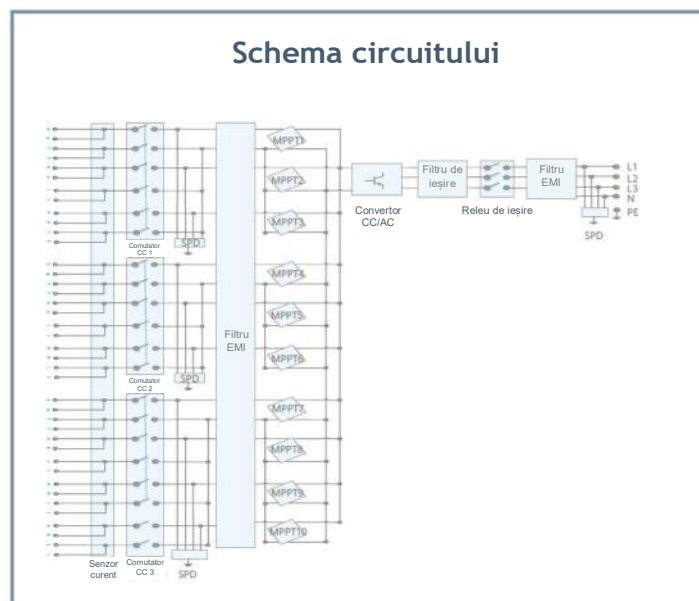 Schema circuitului
MPPT1
MPPT2
MPPT3
Comutator
CC 1
SPD
MPPT4
MPPT5
MPPT6
Comutator
CC 2
SPD
MPPT7
MPPT8
MPPT9
MPPT10
Senzor
curent
Comutator
CC 3
SPD
Filtru
EMI
Convertor
CC/AC
Filtru de
ieșire
Releu de ieșire
Filtru
EMI
L1
L2
L3
N
PE
SPD